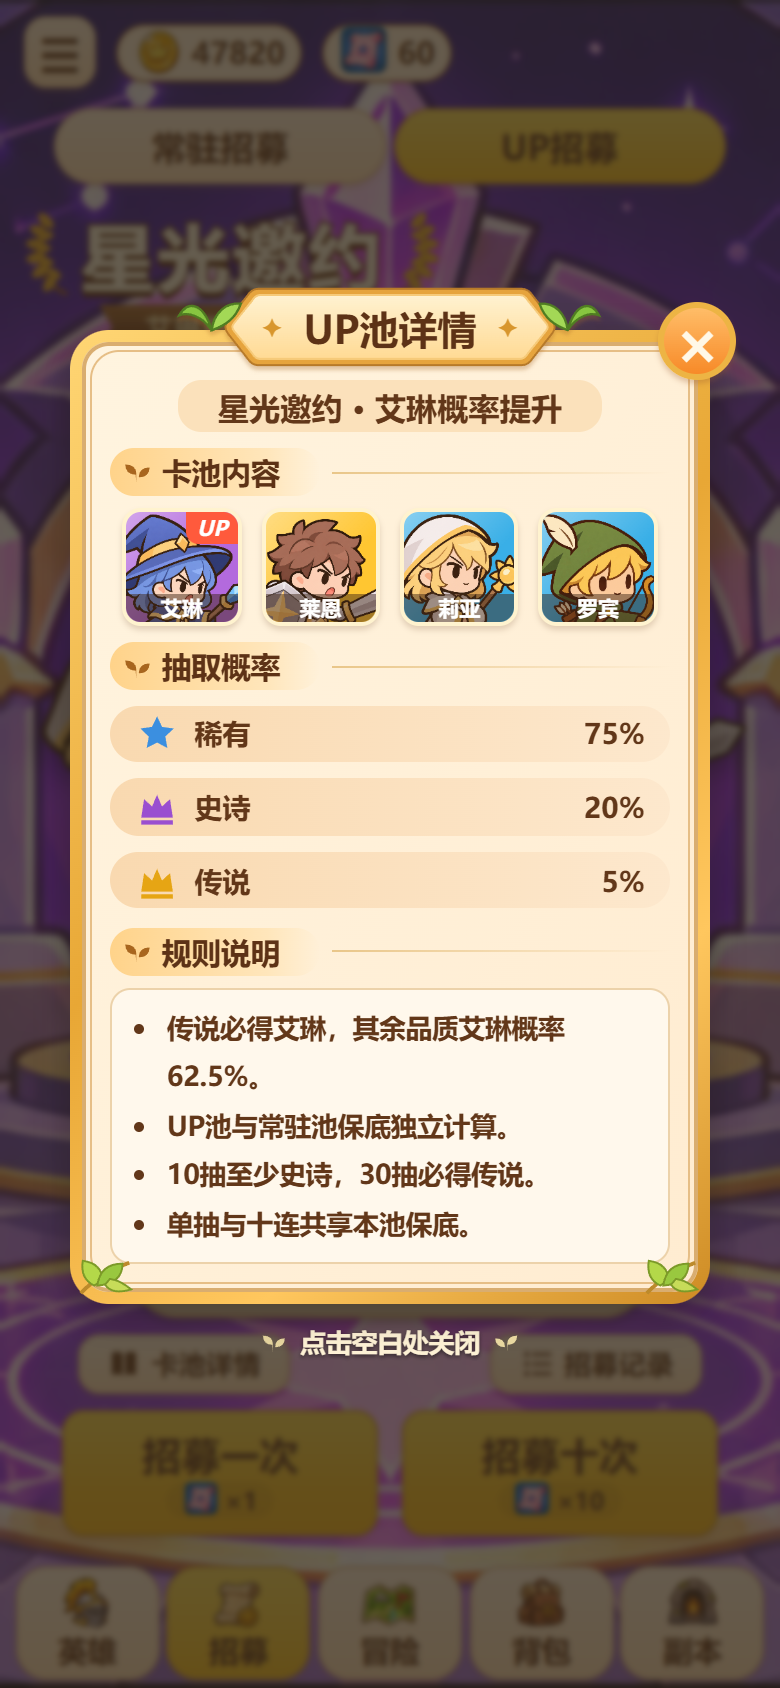 47820
60
常驻招募
UP招募
星光邀约
UP池详情
星光邀约·艾琳概率提升
卡池内容
UP
艾琳
莱恩
莉亚
罗宾
抽取概率
稀有
75%
史诗
20%
传说
5%
规则说明
• 传说必得艾琳，其余品质艾琳概率
62.5%。
• UP池与常驻池保底独立计算。
• 10抽至少史诗，30抽必得传说。
• 单抽与十连共享本池保底。
点击空白处关闭
卡池详情
招募记录
招募一次
×1
招募十次
×10
英雄
招募
冒险
背包
副本